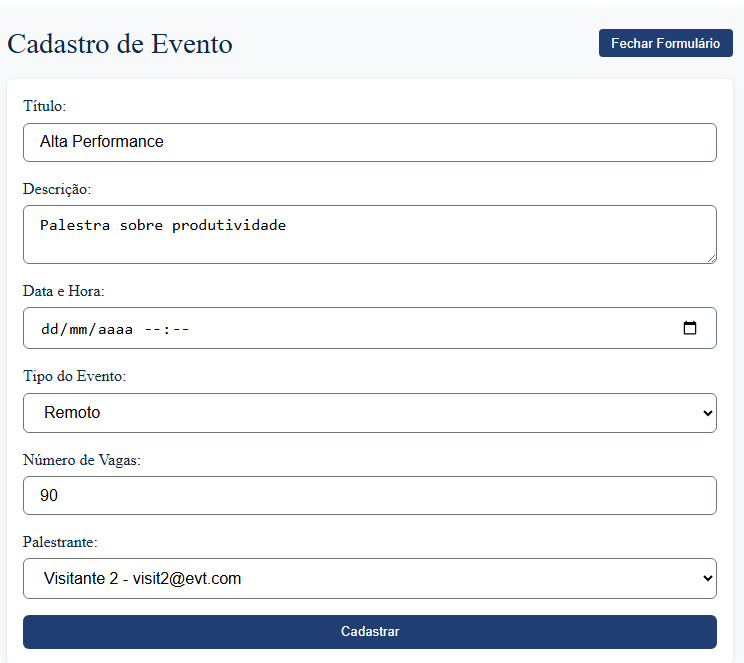 Cadastro de Evento
Fechar Formulário
Título:
Alta Performance
Descrição:
Palestra sobre produtividade
Data e Hora:
dd/mm/aaaa --:--
Tipo do Evento:
Remoto
Número de Vagas:
90
Palestrante:
Visitante 2 - visit2@evt.com
Cadastrar